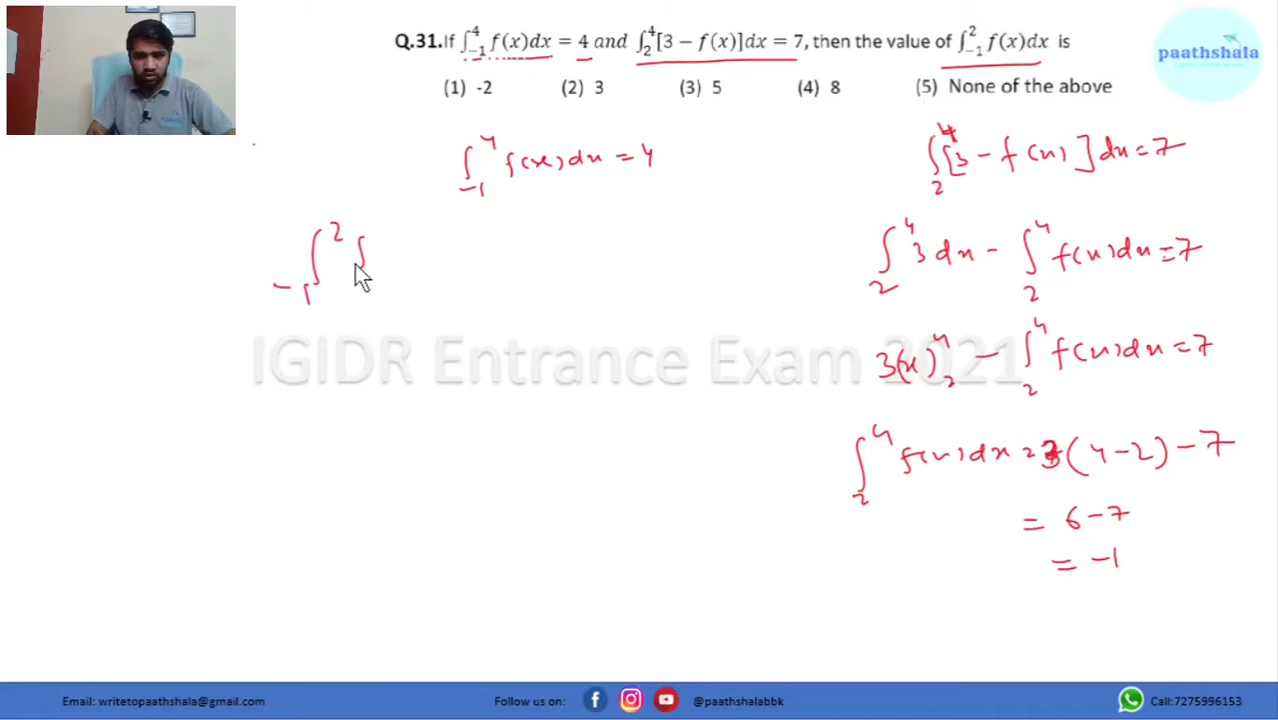 Q.31.If ∫₋₁⁴ f(x)dx = 4 and ∫₂⁴[3 − f(x)]dx = 7, then the value of ∫₋₁² f(x)dx is
(1) -2 (2) 3 (3) 5 (4) 8 (5) None of the above
paathshala
∫₋₁⁴ f(x)dx = 4
∫₂⁴[3 − f(x)]dx = 7
∫₋₁² f
∫₂⁴ 3dx − ∫₂⁴ f(x)dx = 7
IGIDR Entrance Exam 2021
3(x)₂⁴ − ∫₂⁴ f(x)dx = 7
∫₂⁴ f(x)dx = 3(4−2) −7
= 6−7
= −1
Email: writetopaathshala@gmail.com Follow us on: @paathshalabbk Call:7275996153